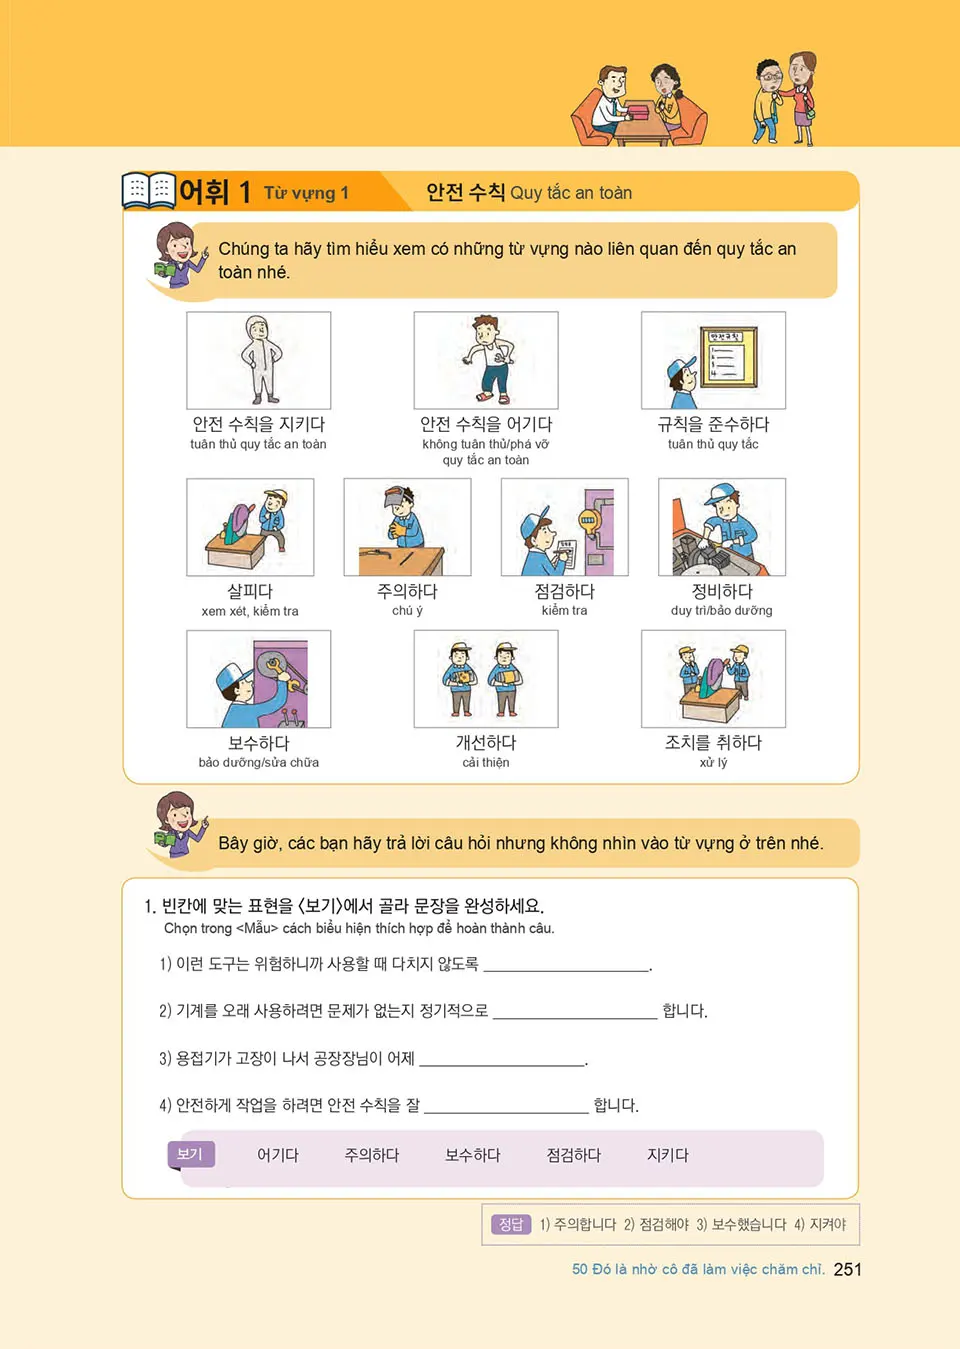 어휘 1 Từ vựng 1 안전 수칙 Quy tắc an toàn
Chúng ta hãy tìm hiểu xem có những từ vựng nào liên quan đến quy tắc an
toàn nhé.
안전규칙
1
2
3
4
안전 수칙을 지키다
tuân thủ quy tắc an toàn
안전 수칙을 어기다
không tuân thủ/phá vỡ
quy tắc an toàn
규칙을 준수하다
tuân thủ quy tắc
살피다
xem xét, kiểm tra
주의하다
chú ý
점검하다
kiểm tra
정비하다
duy trì/bảo dưỡng
보수하다
bảo dưỡng/sửa chữa
개선하다
cải thiện
조치를 취하다
xử lý
Bây giờ, các bạn hãy trả lời câu hỏi nhưng không nhìn vào từ vựng ở trên nhé.
1. 빈칸에 맞는 표현을 〈보기〉에서 골라 문장을 완성하세요.
Chọn trong <Mẫu> cách biểu hiện thích hợp để hoàn thành câu.
1) 이런 도구는 위험하니까 사용할 때 다치지 않도록 ____________________.
2) 기계를 오래 사용하려면 문제가 없는지 정기적으로 ____________________ 합니다.
3) 용접기가 고장이 나서 공장장님이 어제 ____________________.
4) 안전하게 작업을 하려면 안전 수칙을 잘 ____________________ 합니다.
보기 어기다 주의하다 보수하다 점검하다 지키다
정답 1) 주의합니다 2) 점검해야 3) 보수했습니다 4) 지켜야
50 Đó là nhờ cô đã làm việc chăm chỉ. 251